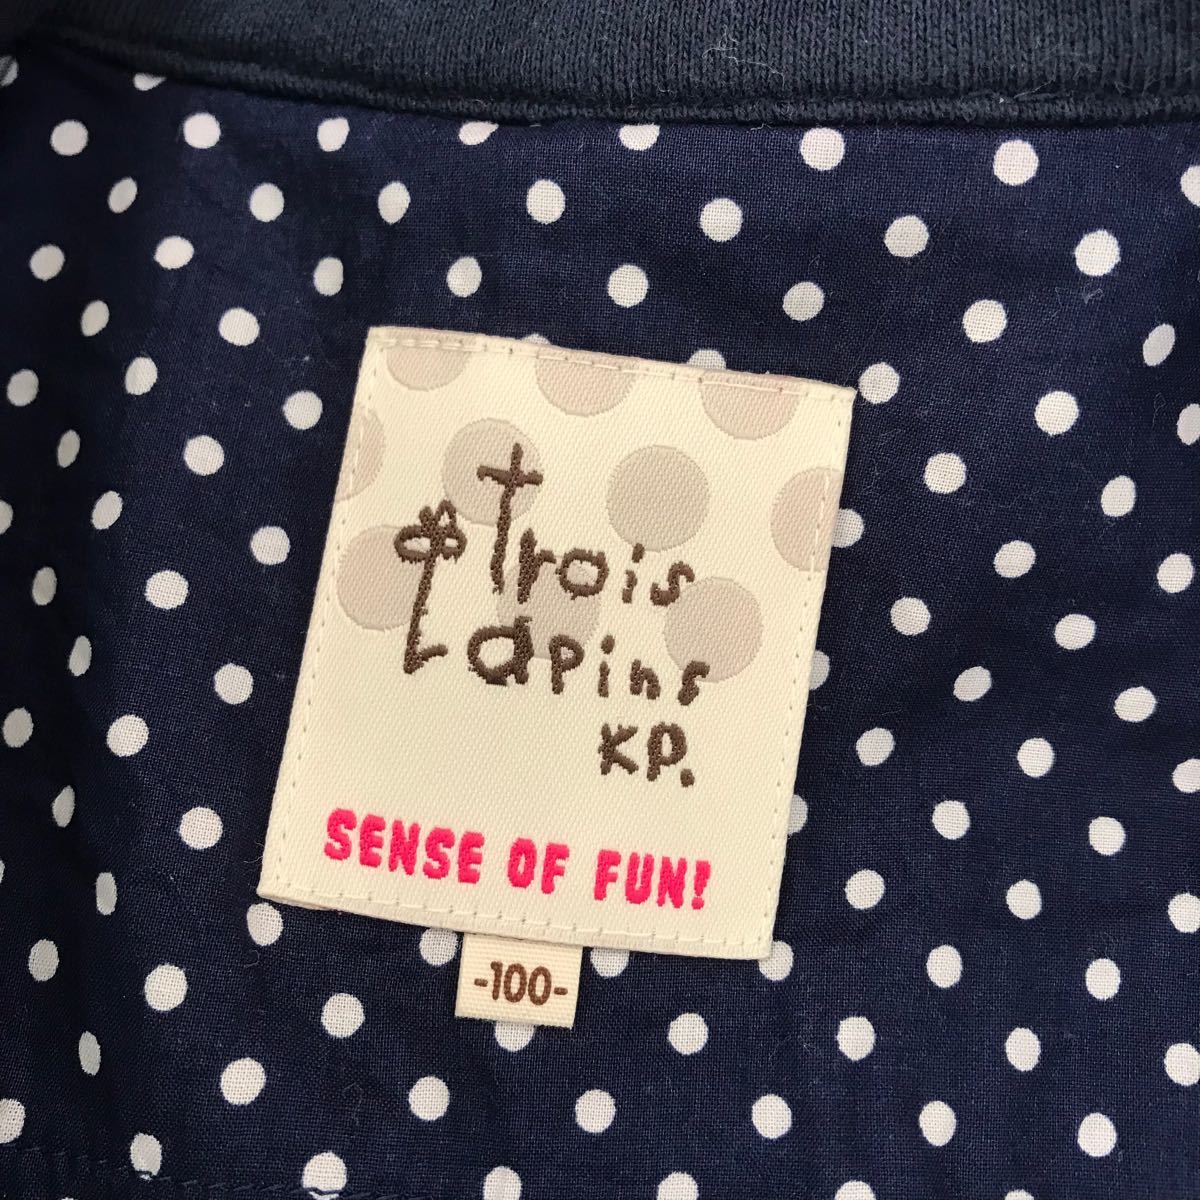 Trois
Lapins
KP.
SENSE OF FUN!
-100-